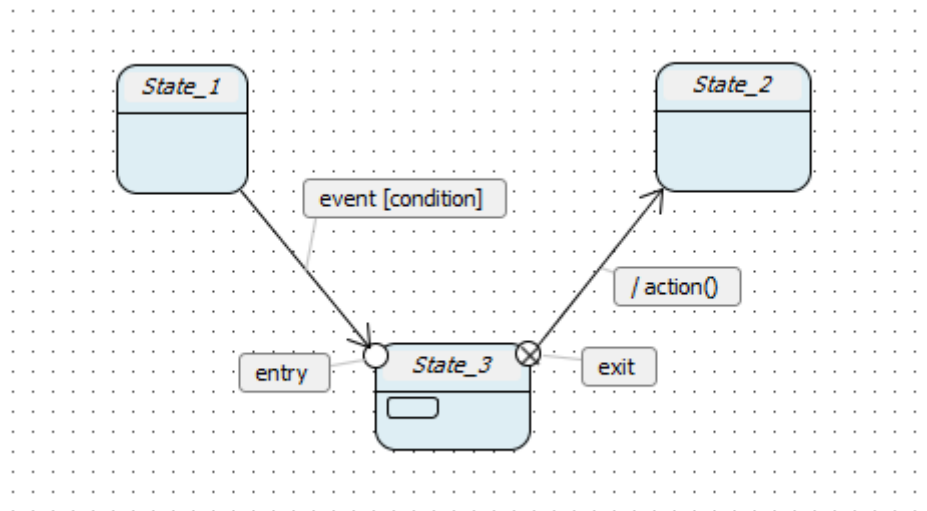 State_1
State_2
event [condition]
/ action()
entry
State_3
exit